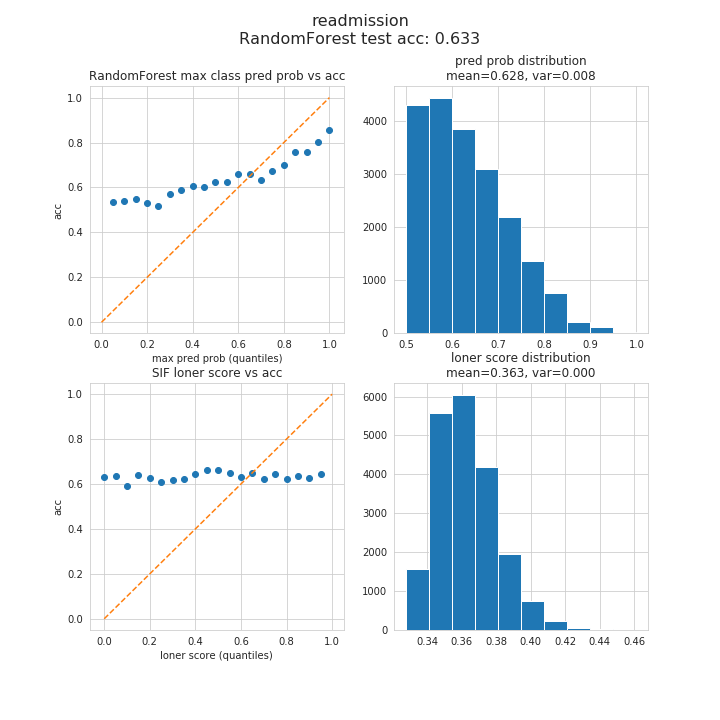 readmission
RandomForest test acc: 0.633
RandomForest max class pred prob vs acc
1.0
0.8
0.6
0.4
0.2
0.0
acc
0.0 0.2 0.4 0.6 0.8 1.0
max pred prob (quantiles)
pred prob distribution
mean=0.628, var=0.008
4000
3000
2000
1000
0
0.5 0.6 0.7 0.8 0.9 1.0
SIF loner score vs acc
1.0
0.8
0.6
0.4
0.2
0.0
acc
0.0 0.2 0.4 0.6 0.8 1.0
loner score (quantiles)
loner score distribution
mean=0.363, var=0.000
6000
5000
4000
3000
2000
1000
0
0.34 0.36 0.38 0.40 0.42 0.44 0.46